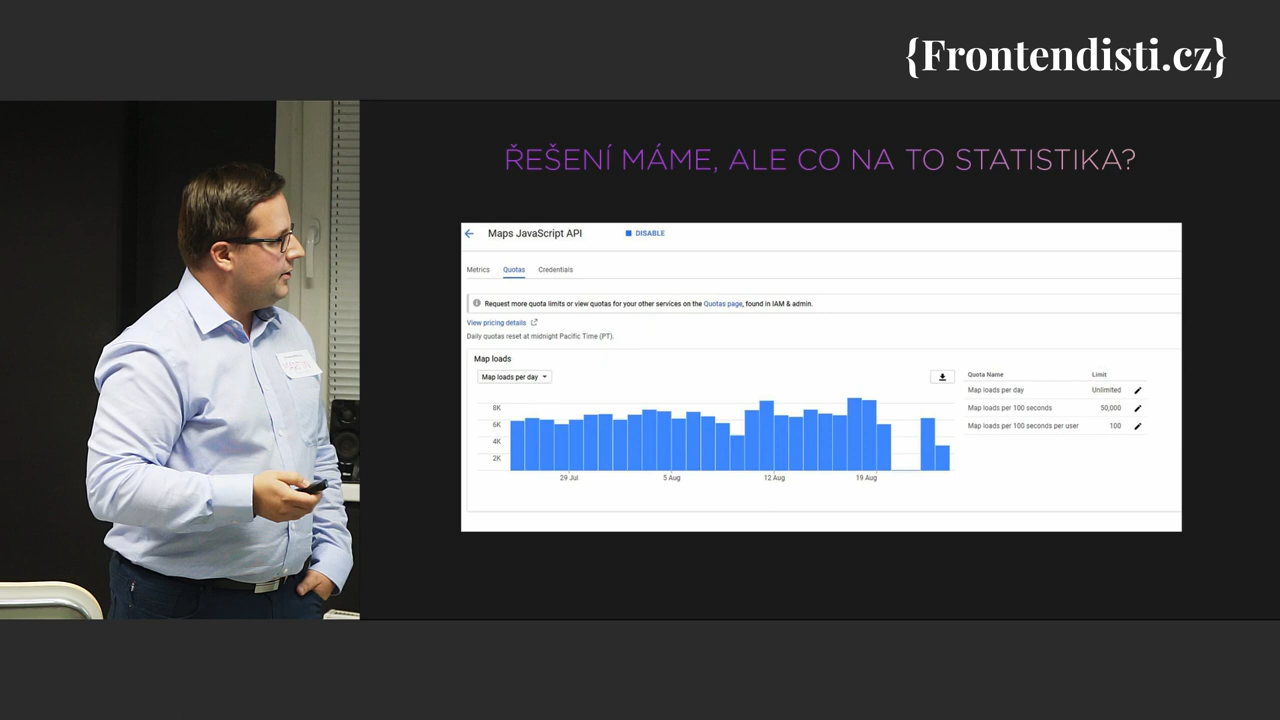 {Frontendisti.cz}
ŘEŠENÍ MÁME, ALE CO NA TO STATISTIKA?
Maps JavaScript API
DISABLE
Metrics Quotas Credentials
Request more quota limits or view quotas for your other services on the Quotas page, found in IAM & admin.
View pricing details
Daily quotas reset at midnight Pacific Time (PT).
Map loads
Map loads per day
8K
6K
4K
2K
29 Jul 5 Aug 12 Aug 19 Aug
Quota Name Limit
Map loads per day Unlimited
Map loads per 100 seconds 50,000
Map loads per 100 seconds per user 100